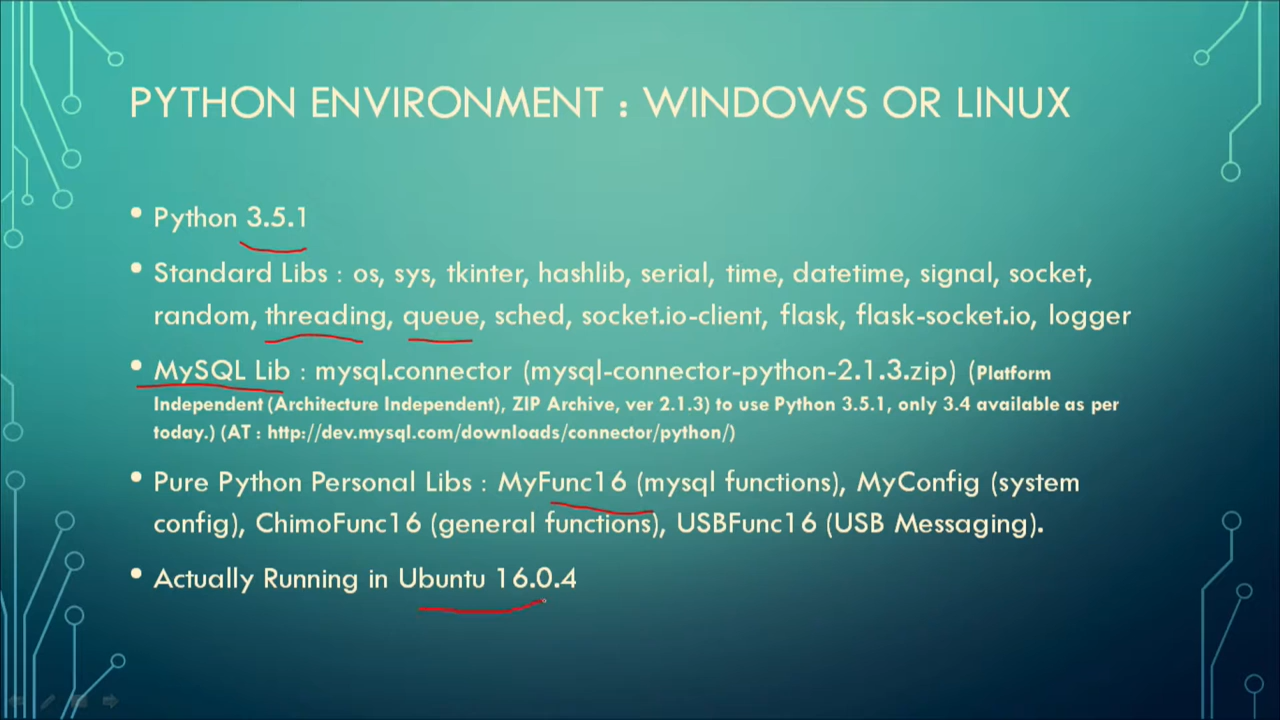 PYTHON ENVIRONMENT : WINDOWS OR LINUX
• Python 3.5.1
• Standard Libs : os, sys, tkinter, hashlib, serial, time, datetime, signal, socket,
random, threading, queue, sched, socket.io-client, flask, flask-socket.io, logger
• MySQL Lib : mysql.connector (mysql-connector-python-2.1.3.zip) (Platform
Independent (Architecture Independent), ZIP Archive, ver 2.1.3) to use Python 3.5.1, only 3.4 available as per
today.) (AT : http://dev.mysql.com/downloads/connector/python/)
• Pure Python Personal Libs : MyFunc16 (mysql functions), MyConfig (system
config), ChimoFunc16 (general functions), USBFunc16 (USB Messaging).
• Actually Running in Ubuntu 16.0.4